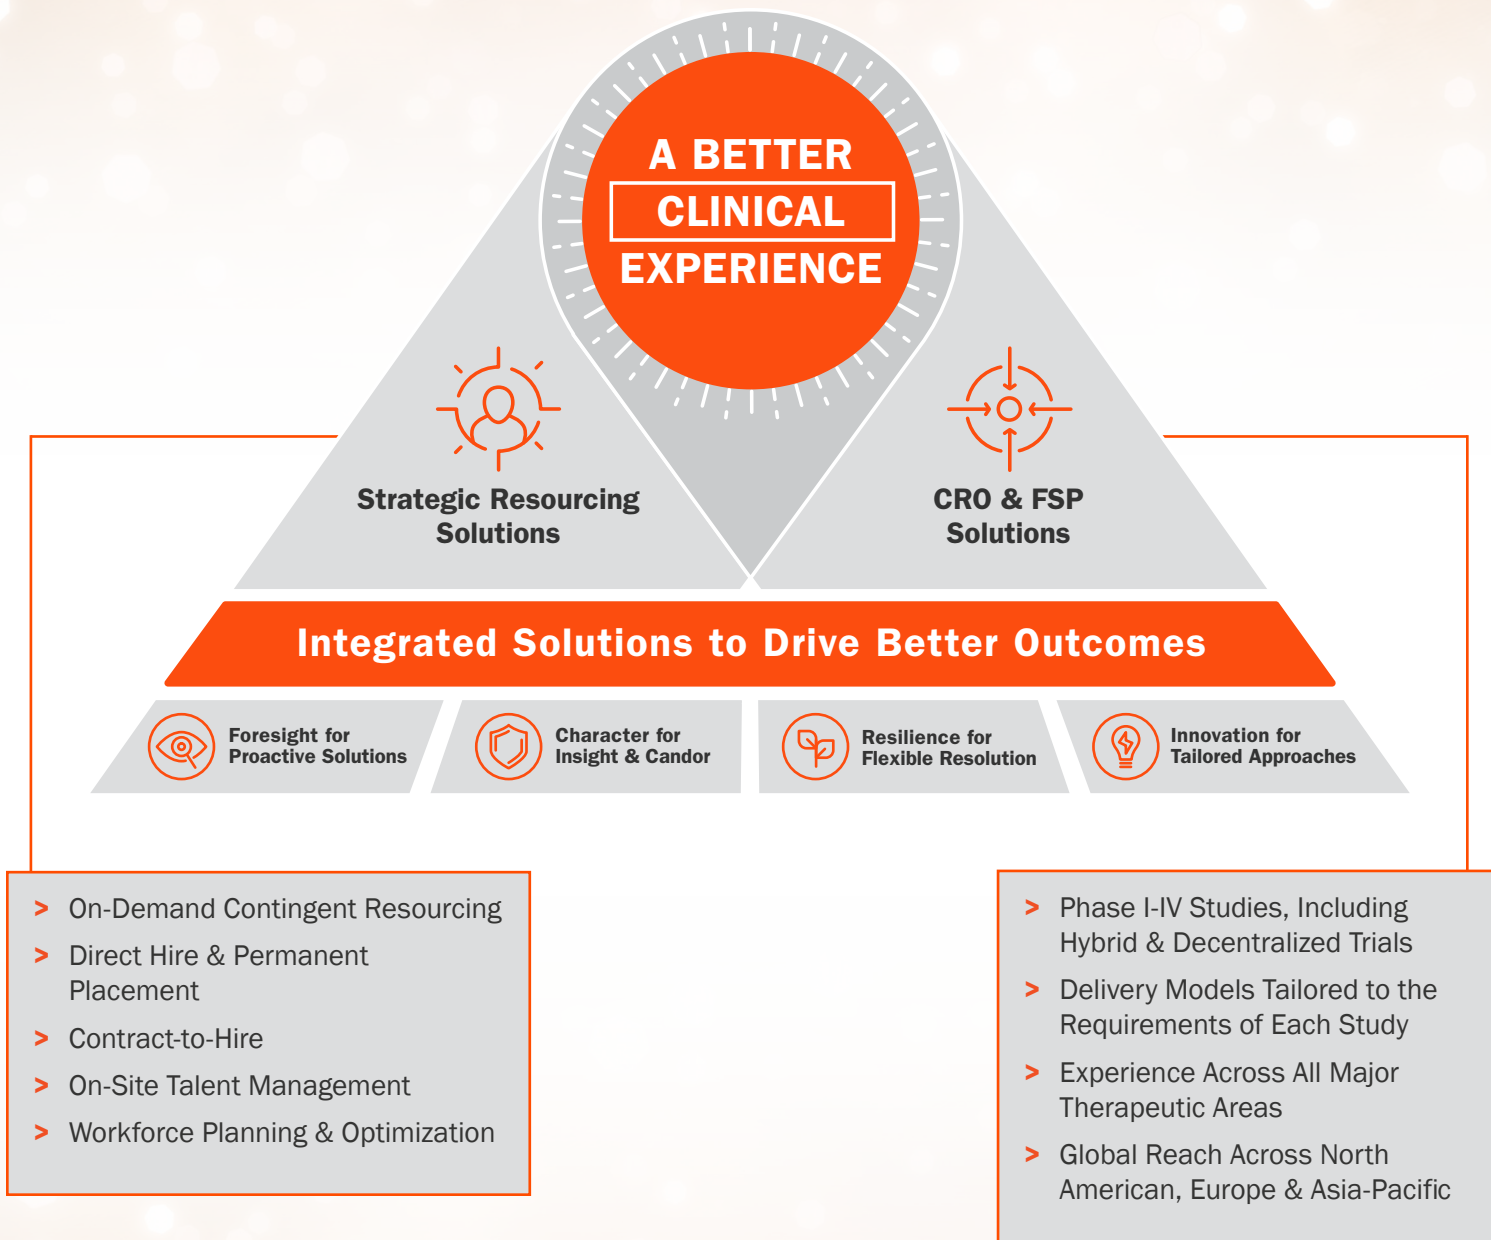 A BETTER
CLINICAL
EXPERIENCE
Strategic Resourcing
Solutions
CRO & FSP
Solutions
Integrated Solutions to Drive Better Outcomes
Foresight for
Proactive Solutions
Character for
Insight & Candor
Resilience for
Flexible Resolution
Innovation for
Tailored Approaches
> On-Demand Contingent Resourcing
> Direct Hire & Permanent
Placement
> Contract-to-Hire
> On-Site Talent Management
> Workforce Planning & Optimization
> Phase I-IV Studies, Including
Hybrid & Decentralized Trials
> Delivery Models Tailored to the
Requirements of Each Study
> Experience Across All Major
Therapeutic Areas
> Global Reach Across North
American, Europe & Asia-Pacific